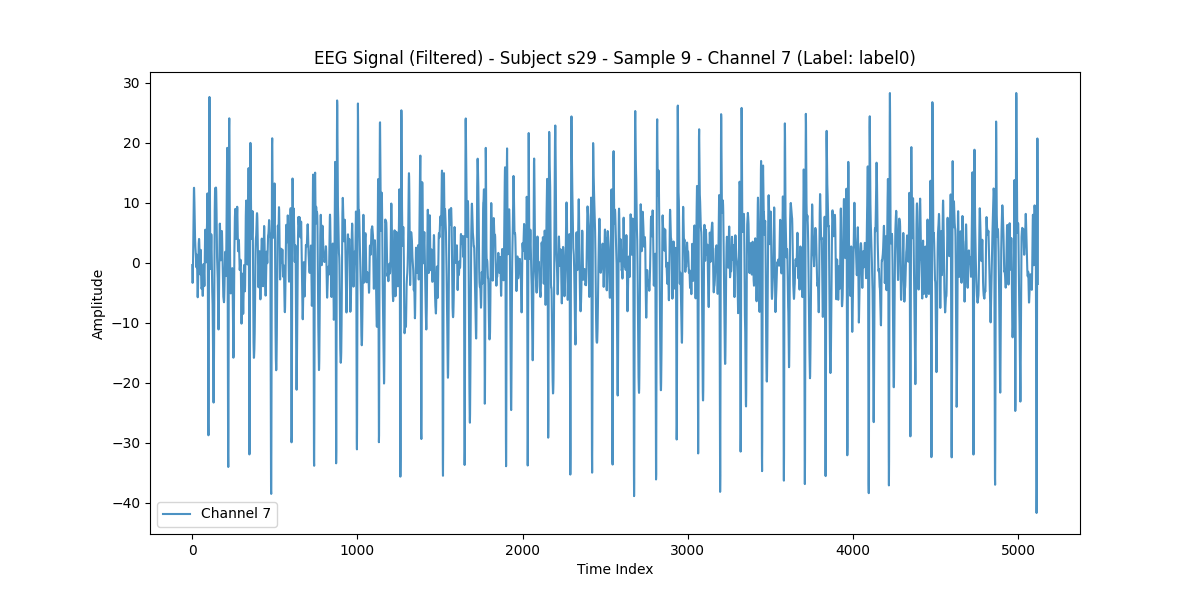 EEG Signal (Filtered) - Subject s29 - Sample 9 - Channel 7 (Label: label0)
30
20
10
0
−10
−20
−30
−40
Amplitude
Channel 7
0 1000 2000 3000 4000 5000
Time Index